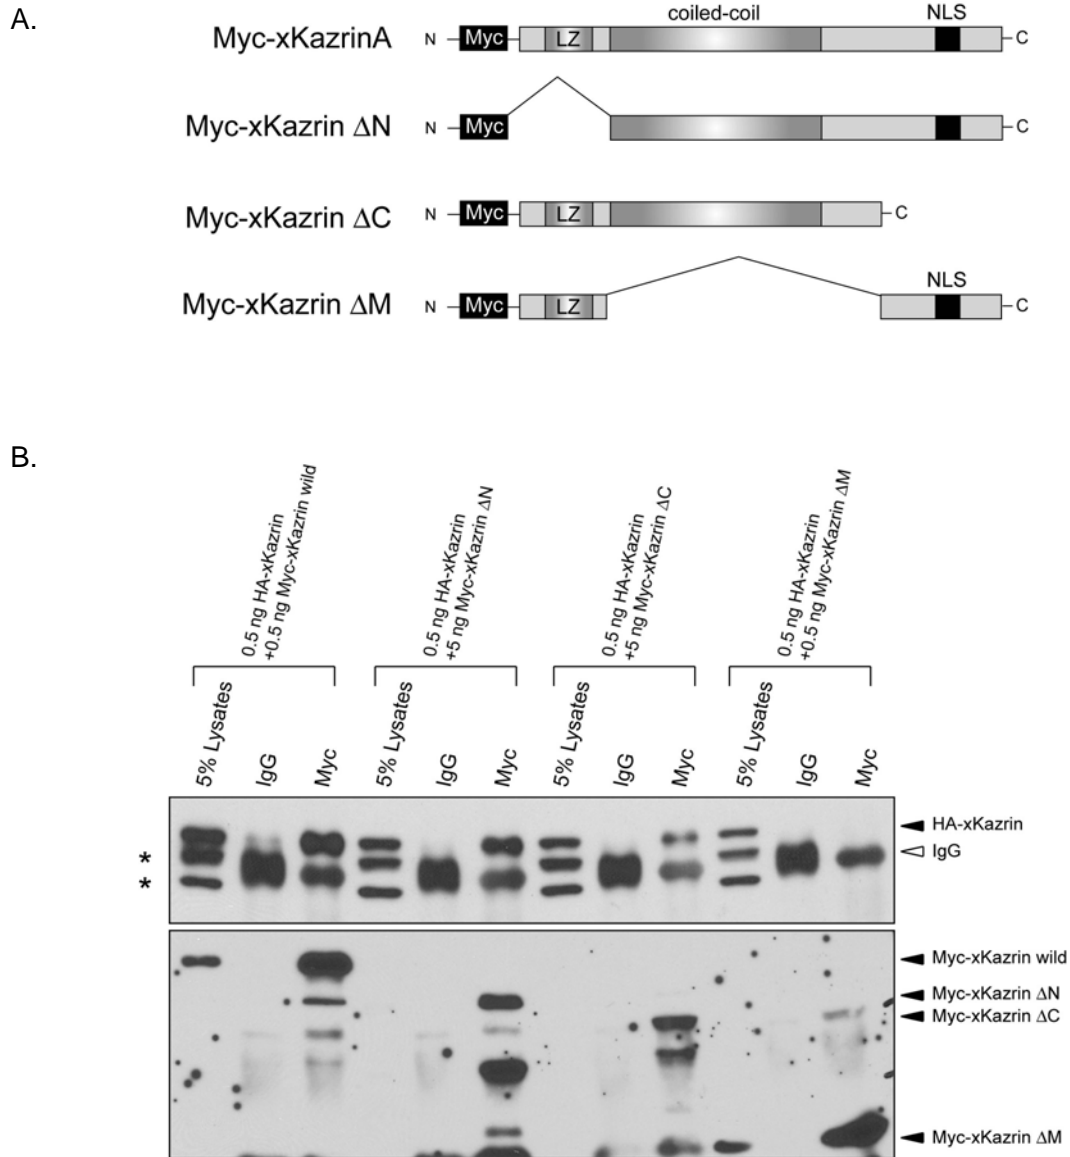 A.
coiled-coil
NLS
Myc-xKazrinA
N
Myc
LZ
C
Myc-xKazrin ΔN
N
Myc
C
Myc-xKazrin ΔC
N
Myc
LZ
C
NLS
Myc-xKazrin ΔM
N
Myc
LZ
C
B.
0.5 ng HA-xKazrin
+0.5 ng Myc-xKazrin wild
0.5 ng HA-xKazrin
+5 ng Myc-xKazrin ΔN
0.5 ng HA-xKazrin
+5 ng Myc-xKazrin ΔC
0.5 ng HA-xKazrin
+0.5 ng Myc-xKazrin ΔM
5% Lysates
IgG
Myc
5% Lysates
IgG
Myc
5% Lysates
IgG
Myc
5% Lysates
IgG
Myc
HA-xKazrin
IgG
*
*
Myc-xKazrin wild
Myc-xKazrin ΔN
Myc-xKazrin ΔC
Myc-xKazrin ΔM